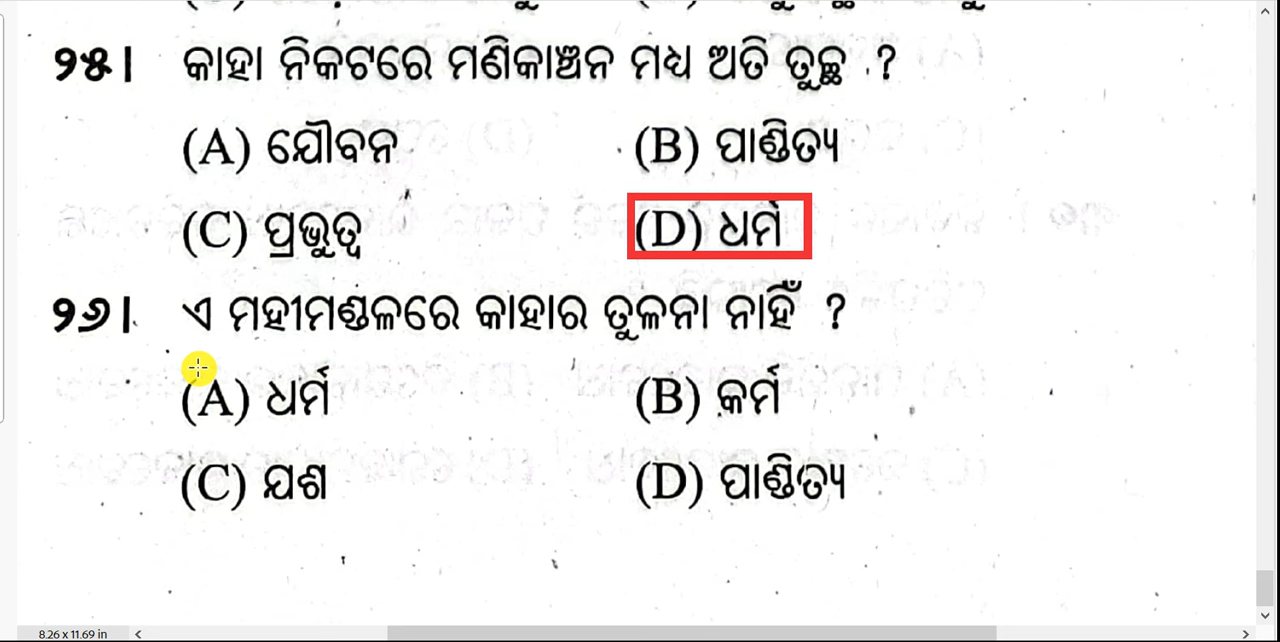 ୨୫। କାହା ନିକଟରେ ମଣିକାଞ୍ଚନ ମଧ୍ୟ ଅତି ତୁଚ୍ଛ ?
(A) ଯୌବନ (B) ପାଣ୍ଡିତ୍ୟ
(C) ପ୍ରଭୁତ୍ୱ (D) ଧର୍ମ
୨୬। ଏ ମହୀମଣ୍ଡଳରେ କାହାର ତୁଳନା ନାହିଁ ?
(A) ଧର୍ମ (B) କର୍ମ
(C) ଯଶ (D) ପାଣ୍ଡିତ୍ୟ
8.26 x 11.69 in